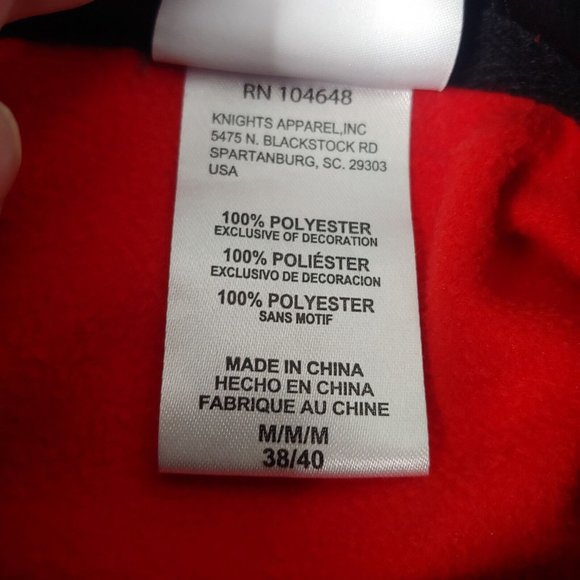 RN 104648
KNIGHTS APPAREL,INC
5475 N. BLACKSTOCK RD
SPARTANBURG, SC. 29303
USA
100% POLYESTER
EXCLUSIVE OF DECORATION
100% POLIÉSTER
EXCLUSIVO DE DECORACION
100% POLYESTER
SANS MOTIF
MADE IN CHINA
HECHO EN CHINA
FABRIQUE AU CHINE
M/M/M
38/40